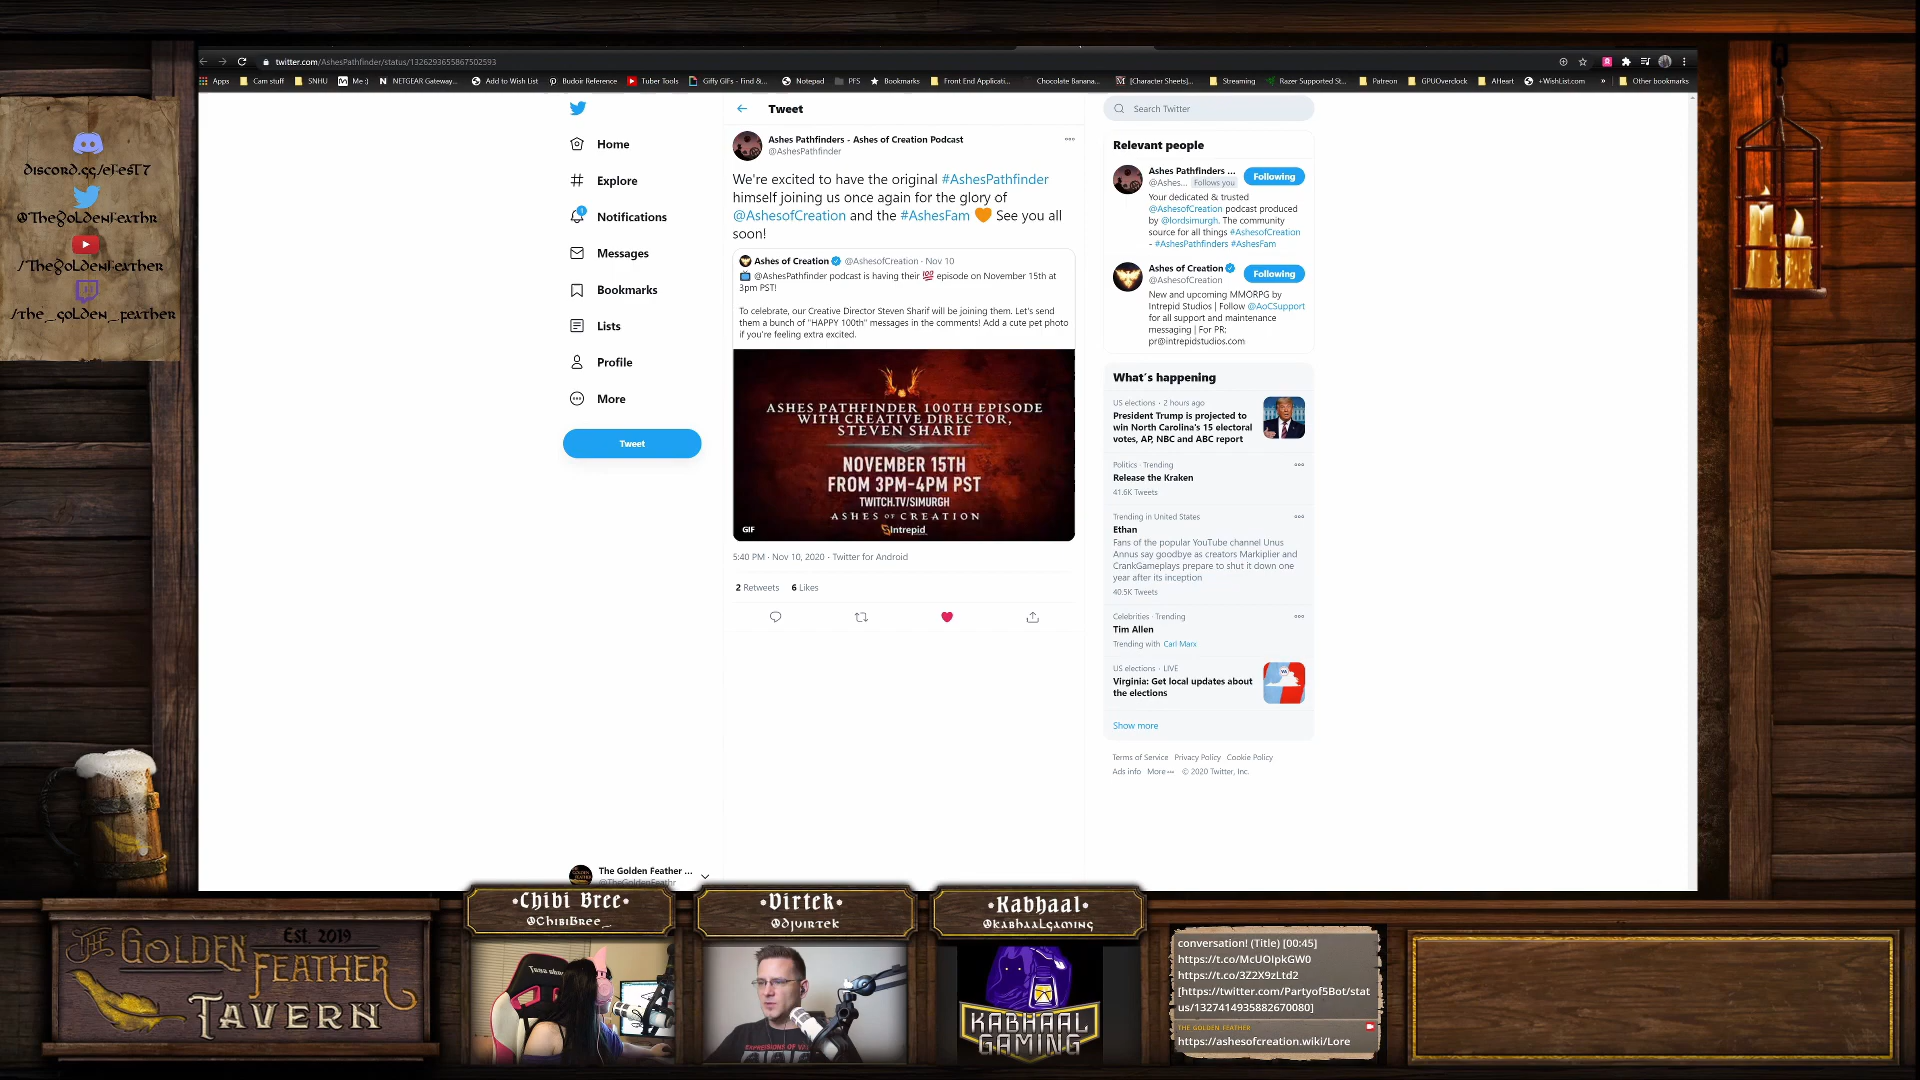 twitter.com/AshesPathfinder/status/1326293655867502593
Apps Cam stuff SNHU Me :) NETGEAR Gateway... Add to Wish List Budoir Reference Tuber Tools Giffy GIFs - Find &... Notepad PFS Bookmarks Front End Applicati... Chocolate Banana... [Character Sheets]... Streaming Razer Supported St... Patreon GPUOverclock AHeart +WishList.com » Other bookmarks
discord.gg/eFesT7
@TheGoldenFeathr
/TheGoldenFeather
/the_golden_feather
Home
Explore
1
Notifications
Messages
Bookmarks
Lists
Profile
More
Tweet
The Golden Feather ...
@TheGoldenFeathr
Tweet
Ashes Pathfinders - Ashes of Creation Podcast
@AshesPathfinder
We're excited to have the original #AshesPathfinder
himself joining us once again for the glory of
@AshesofCreation and the #AshesFam 🧡 See you all
soon!
Ashes of Creation @AshesofCreation · Nov 10
📺 @AshesPathfinder podcast is having their 💯 episode on November 15th at
3pm PST!
To celebrate, our Creative Director Steven Sharif will be joining them. Let's send
them a bunch of "HAPPY 100th" messages in the comments! Add a cute pet photo
if you're feeling extra excited.
ASHES PATHFINDER 100TH EPISODE
WITH CREATIVE DIRECTOR,
STEVEN SHARIF
NOVEMBER 15TH
FROM 3PM-4PM PST
TWITCH.TV/SIMURGH
ASHES OF CREATION
GIF
Intrepid
5:40 PM · Nov 10, 2020 · Twitter for Android
2 Retweets 6 Likes
Search Twitter
Relevant people
Ashes Pathfinders ...
@Ashes... Follows you
Following
Your dedicated & trusted
@AshesofCreation podcast produced
by @lordsimurgh. The community
source for all things #AshesofCreation
- #AshesPathfinders #AshesFam
Ashes of Creation
@AshesofCreation
Following
New and upcoming MMORPG by
Intrepid Studios | Follow @AoCSupport
for all support and maintenance
messaging | For PR:
pr@intrepidstudios.com
What's happening
US elections · 2 hours ago
President Trump is projected to
win North Carolina's 15 electoral
votes, AP, NBC and ABC report
Politics · Trending
Release the Kraken
41.6K Tweets
Trending in United States
Ethan
Fans of the popular YouTube channel Unus
Annus say goodbye as creators Markiplier and
CrankGameplays prepare to shut it down one
year after its inception
40.5K Tweets
Celebrities · Trending
Tim Allen
Trending with Carl Marx
US elections · LIVE
Virginia: Get local updates about
the elections
Show more
Terms of Service Privacy Policy Cookie Policy
Ads info More ••• © 2020 Twitter, Inc.
The Golden Feather Tavern
Est. 2019
•Chibi Bree•
@ChibiBree_
•Virtek•
@djvirtek
•Kabhaal•
@kabhaalgaming
KABHAAL
GAMING
conversation! (Title) [00:45]
https://t.co/McUOIpkGW0
https://t.co/3Z2X9zLtd2
[https://twitter.com/Partyof5Bot/stat
us/1327414935882670080]
THE GOLDEN FEATHER
https://ashesofcreation.wiki/Lore